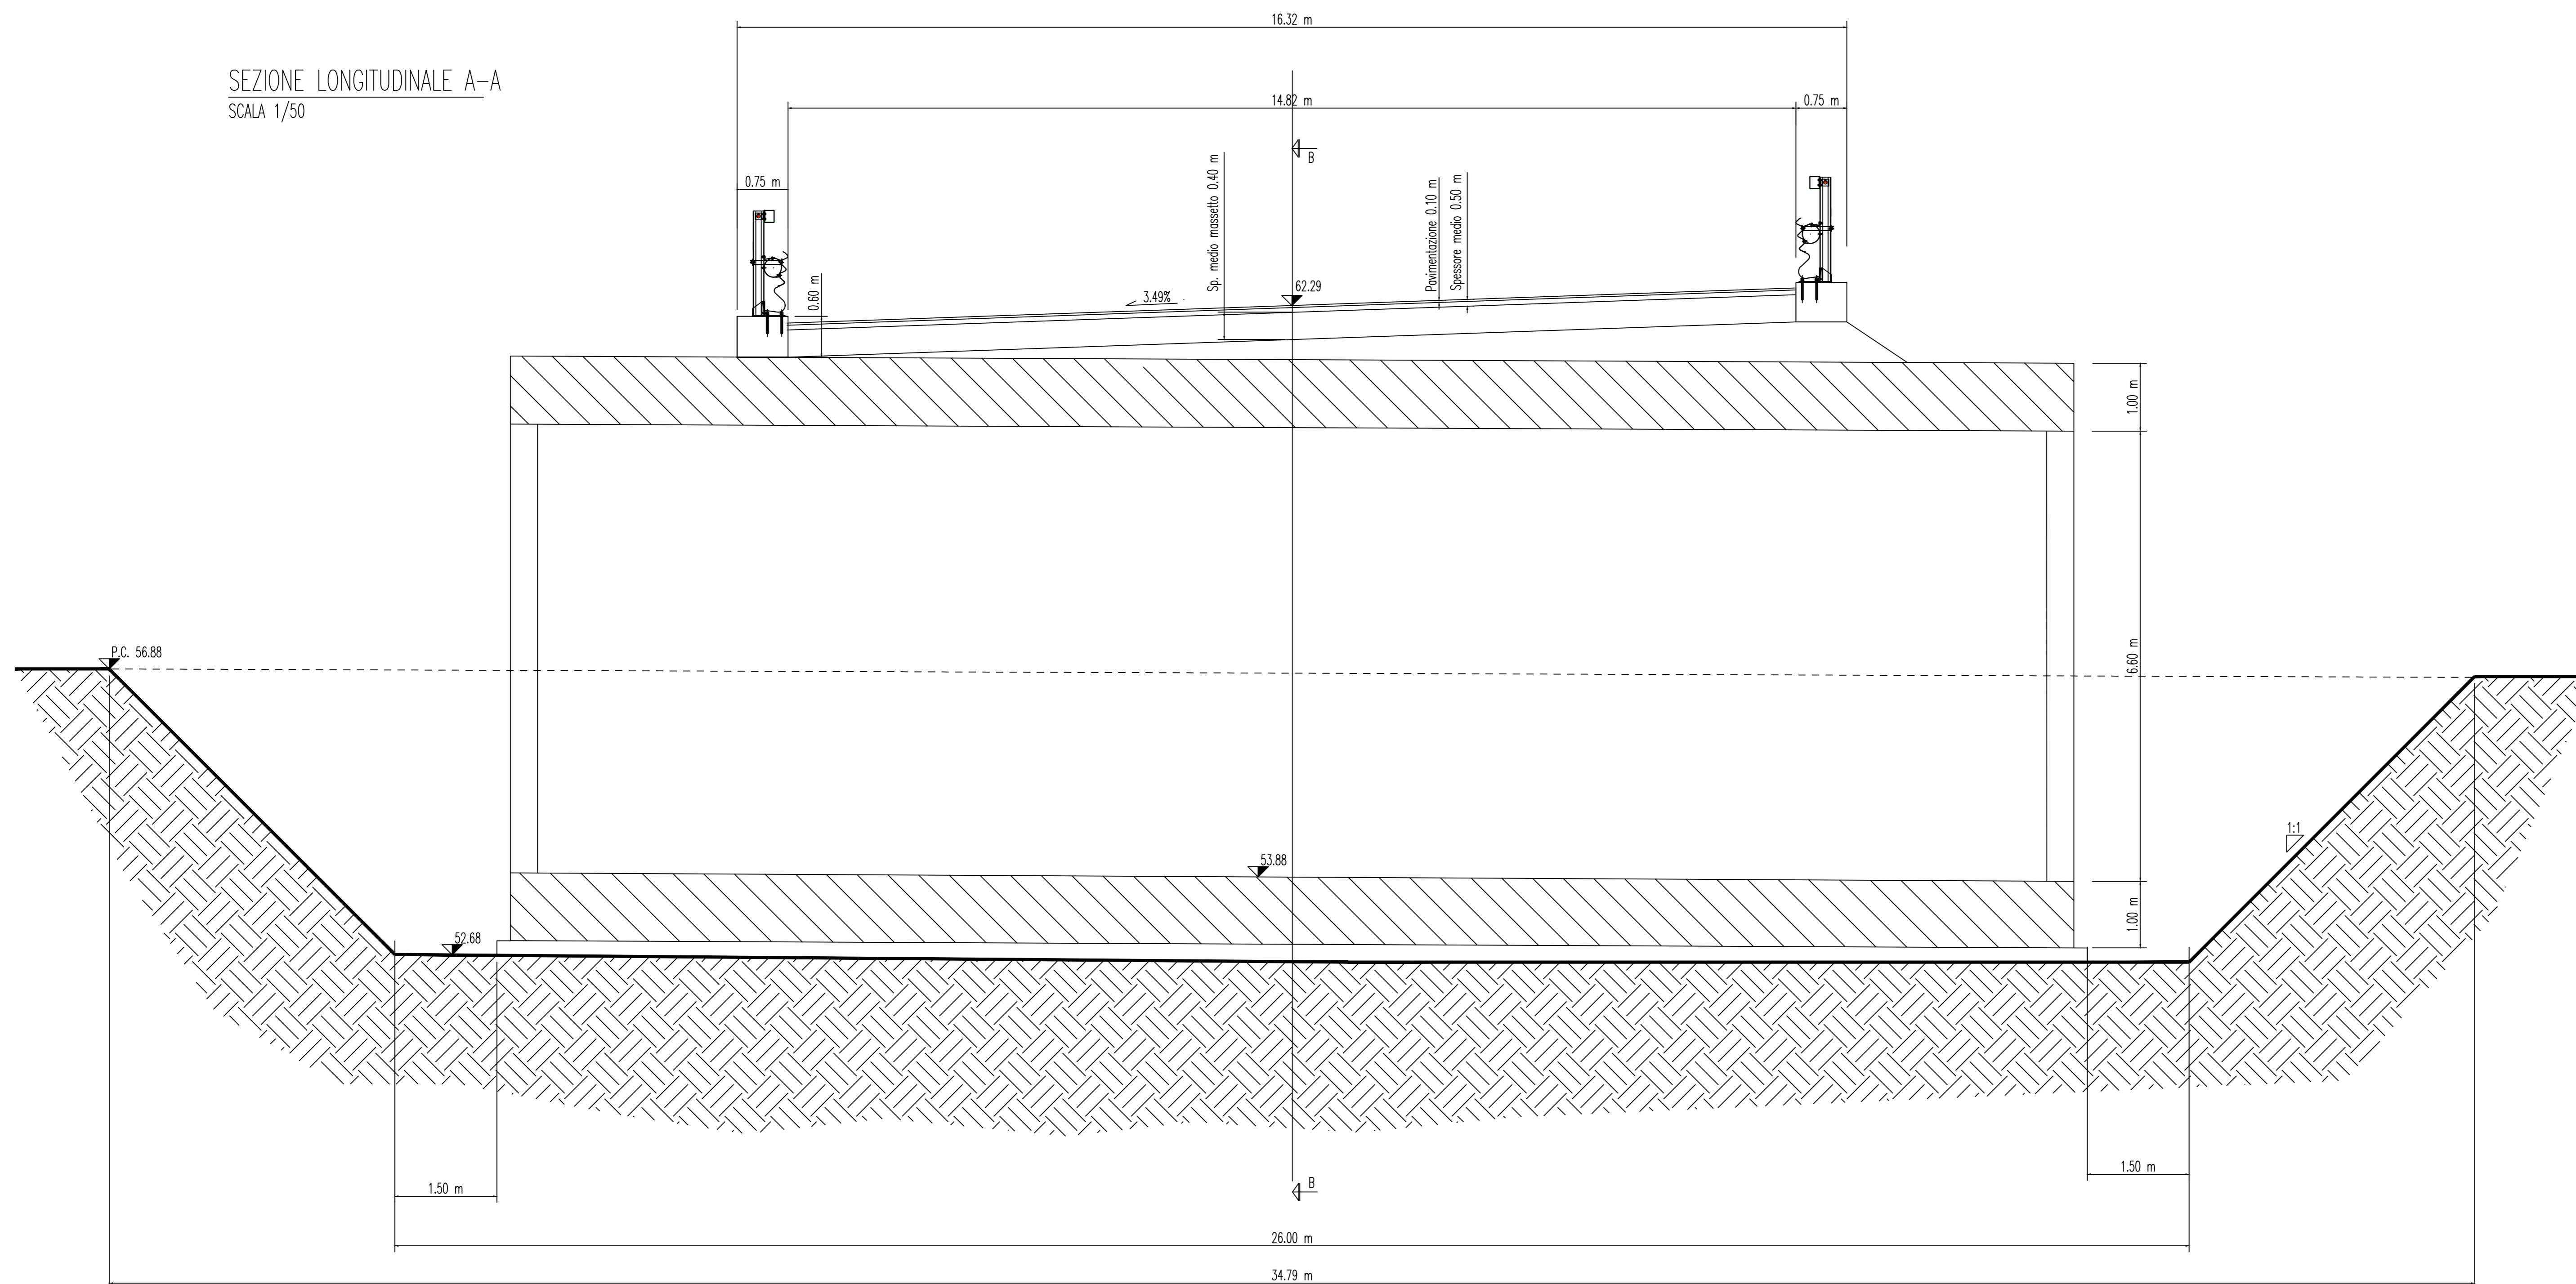 16.32 m
SEZIONE LONGITUDINALE A-A
SCALA 1/50
14.82 m
0.75 m
B
0.75 m
Sp. medio massetto 0.40 m
Pavimentazione 0.10 m
Spessore medio 0.50 m
0.60 m
3.49%
62.29
1.00 m
P.C. 56.88
6.60 m
1:1
53.88
1.00 m
52.68
1.50 m
1.50 m
B
26.00 m
34.79 m